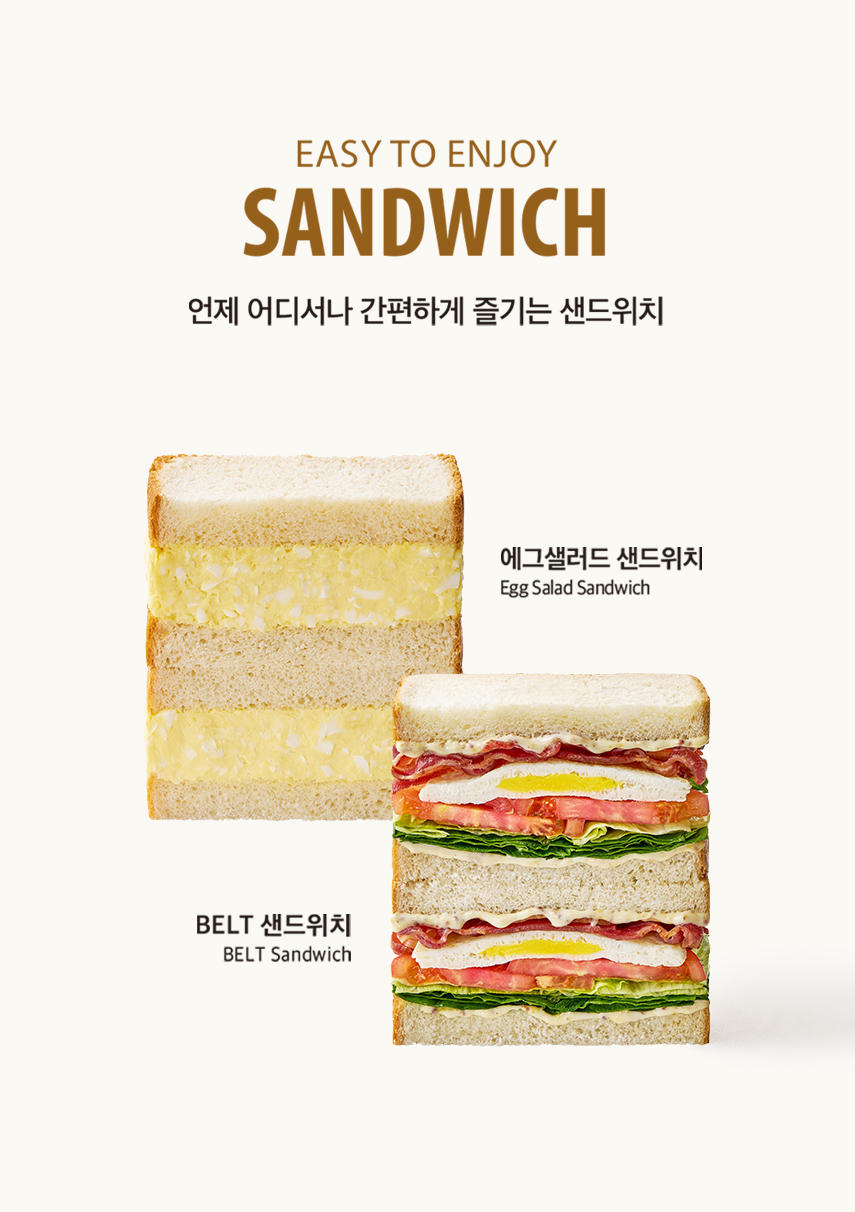 EASY TO ENJOY
SANDWICH
언제 어디서나 간편하게 즐기는 샌드위치
에그샐러드 샌드위치
Egg Salad Sandwich
BELT 샌드위치
BELT Sandwich